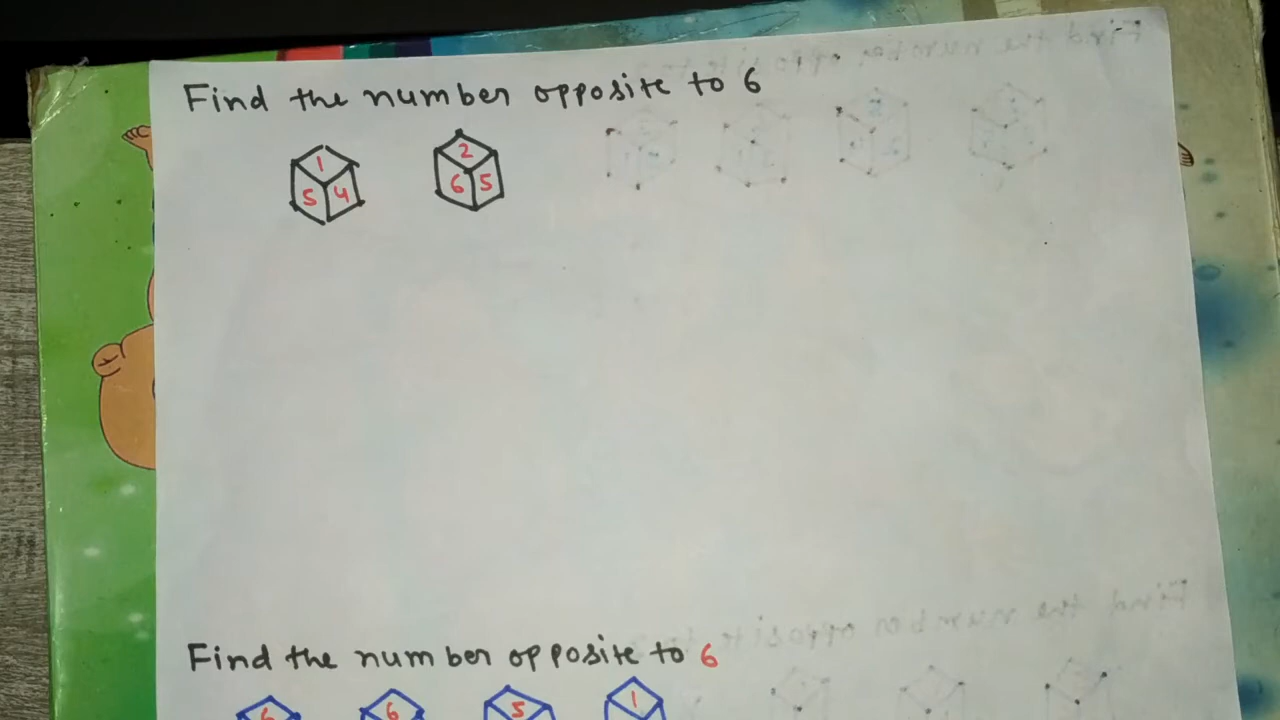 Find the number opposite to 6
1 2
5 4 6 5
Find the number opposite to 6
6 6 5 1